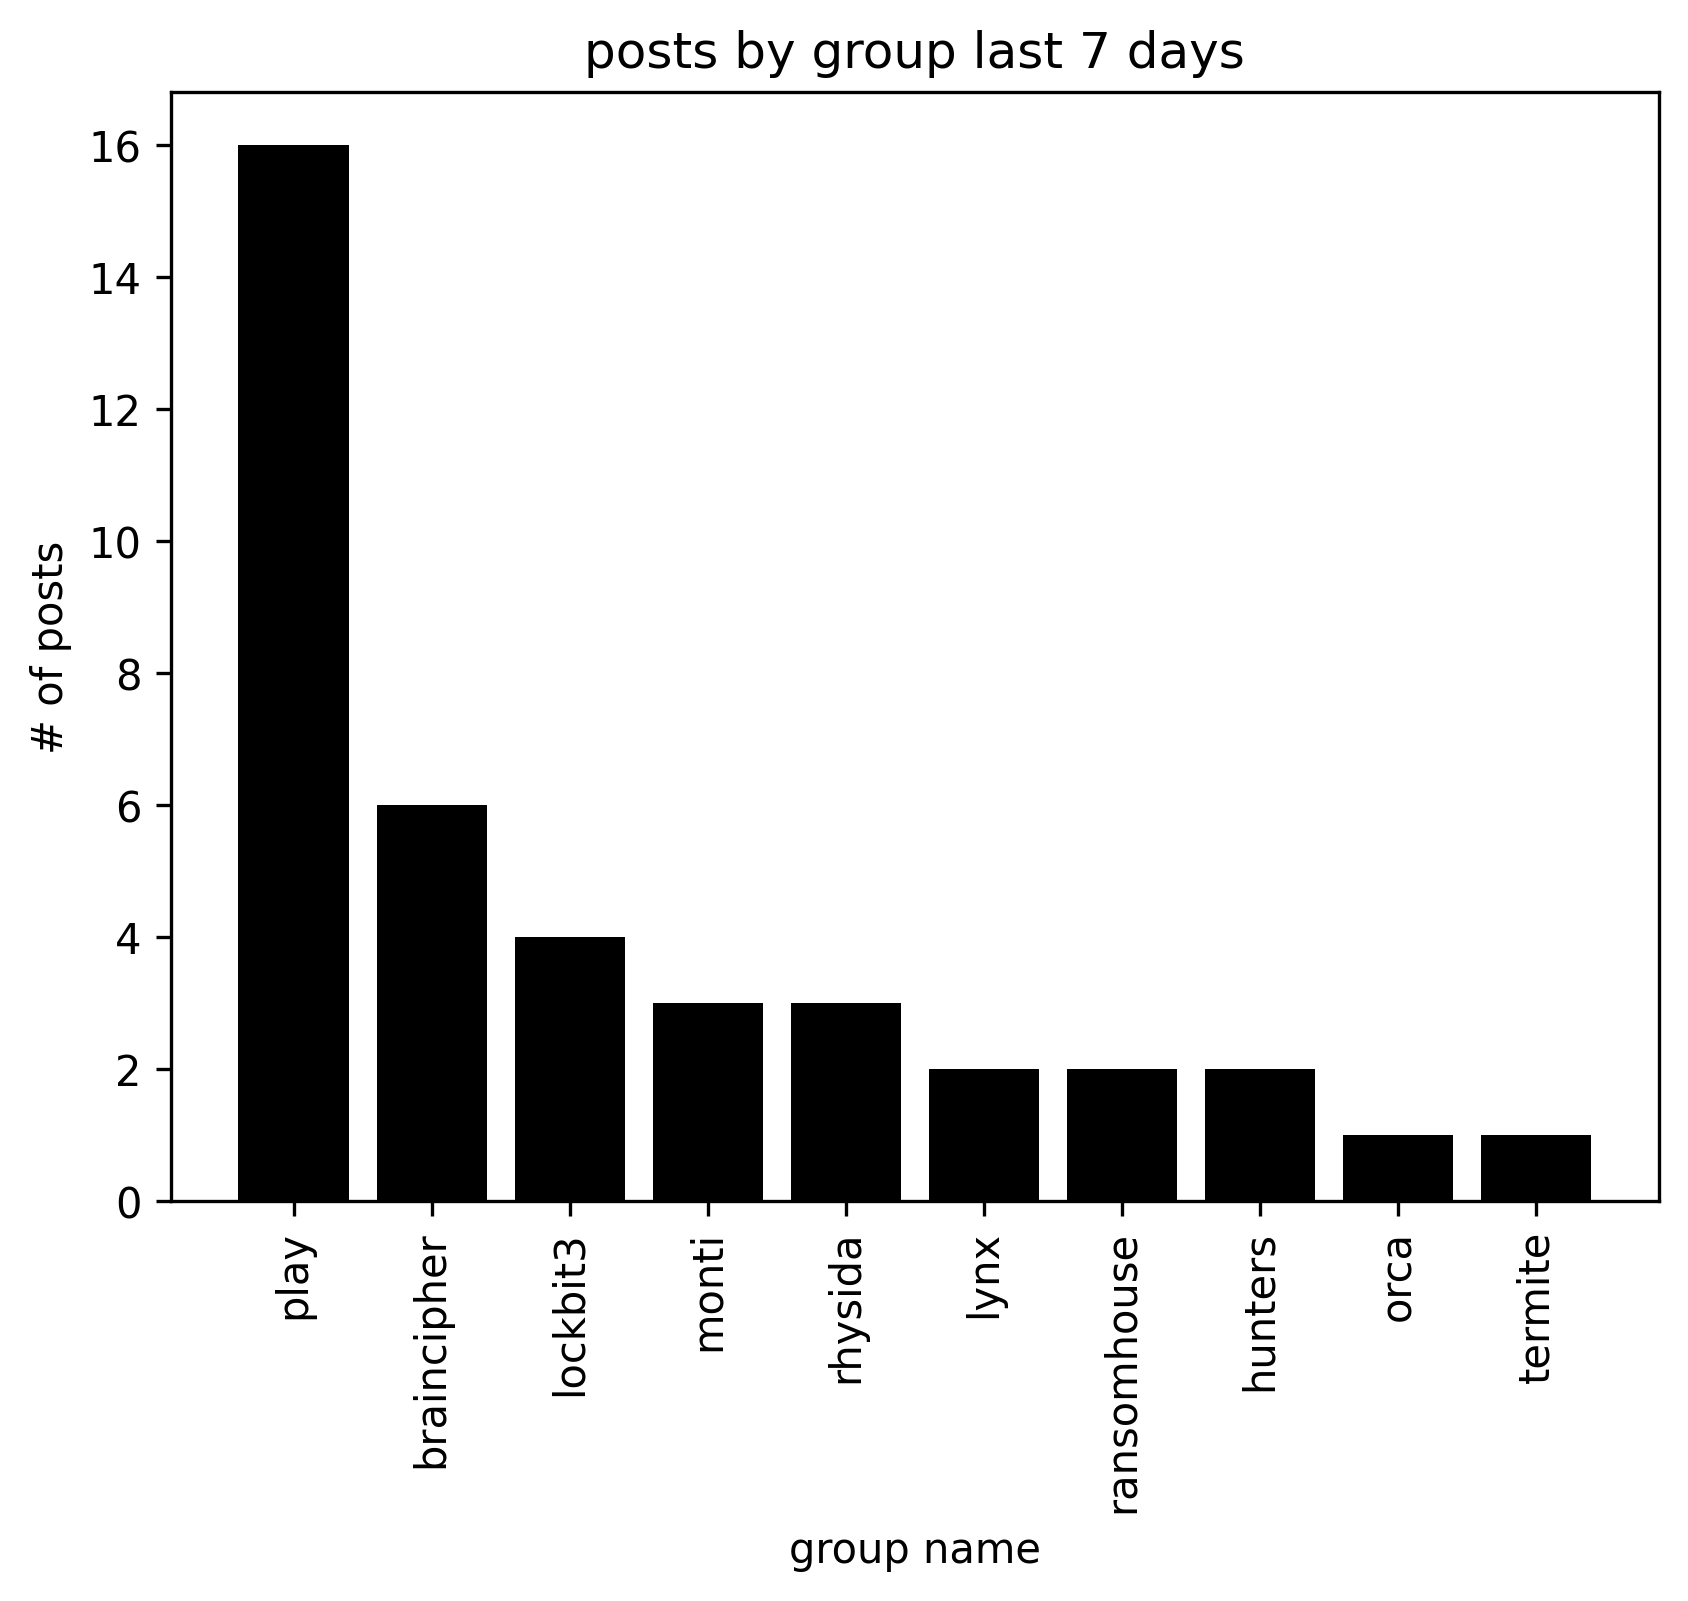 posts by group last 7 days
16
14
12
10
8
6
4
2
0
# of posts
play
braincipher
lockbit3
monti
rhysida
lynx
ransomhouse
hunters
orca
termite
group name